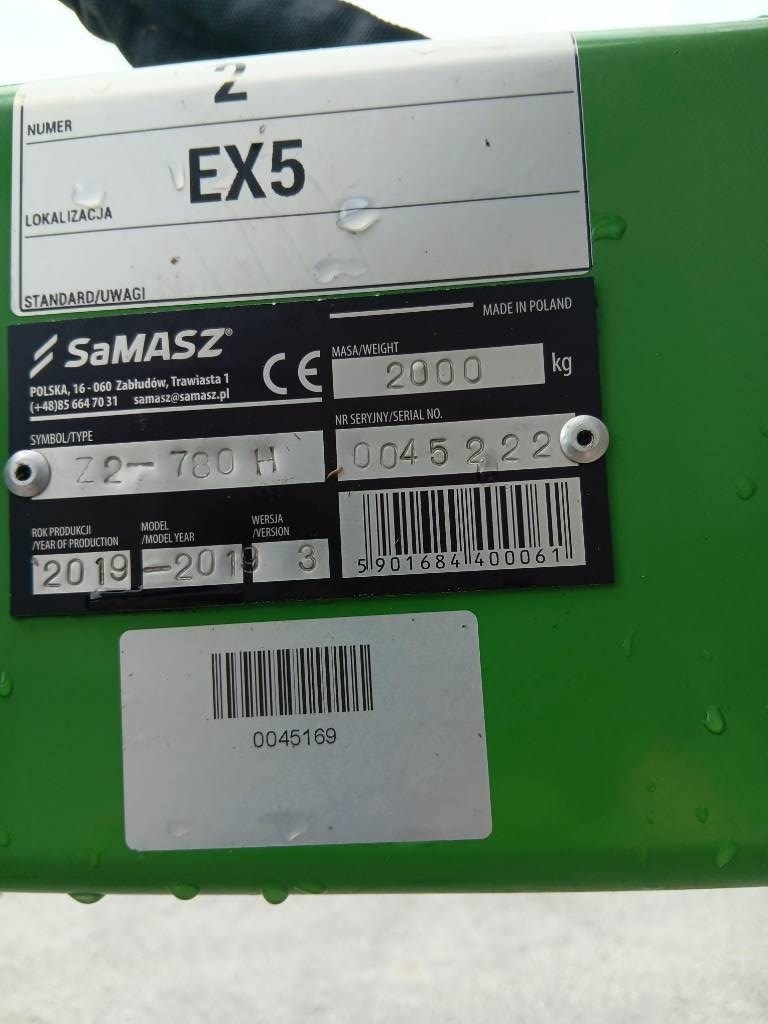 2
NUMER
EX5
LOKALIZACJA
STANDARD/UWAGI
SaMASZ®
POLSKA, 16 - 060 Zabłudów, Trawiasta 1
(+48)85 664 70 31 samasz@samasz.pl
CE
MADE IN POLAND
MASA/WEIGHT
2000 kg
SYMBOL/TYPE
Z2-780 H
NR SERYJNY/SERIAL NO.
0045222
ROK PRODUKCJI
/YEAR OF PRODUCTION
2019
MODEL
/MODEL YEAR
-2019
WERSJA
/VERSION
3
5901684400061
0045169